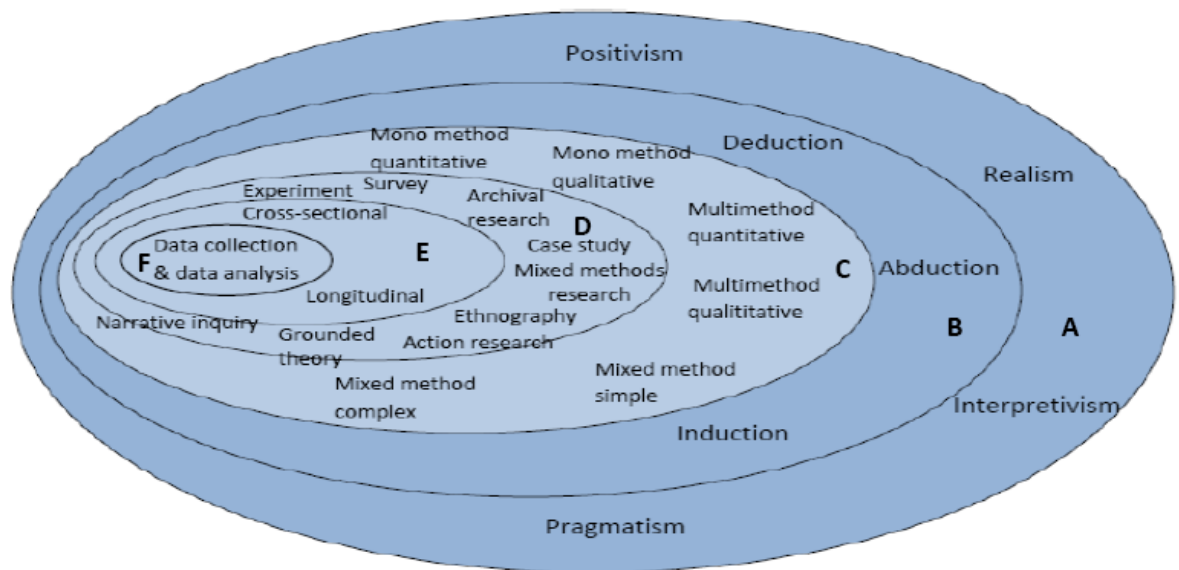 Positivism
Deduction
Realism
Mono method
quantitative
Mono method
qualitative
Experiment
Survey
Archival
research
Cross-sectional
Multimethod
quantitative
D
Case study
Data collection
& data analysis
F
E
Mixed methods
research
C
Abduction
Longitudinal
Multimethod
qualititative
Narrative inquiry
Ethnography
Grounded
theory
Action research
B
A
Mixed method
complex
Mixed method
simple
Interpretivism
Induction
Pragmatism